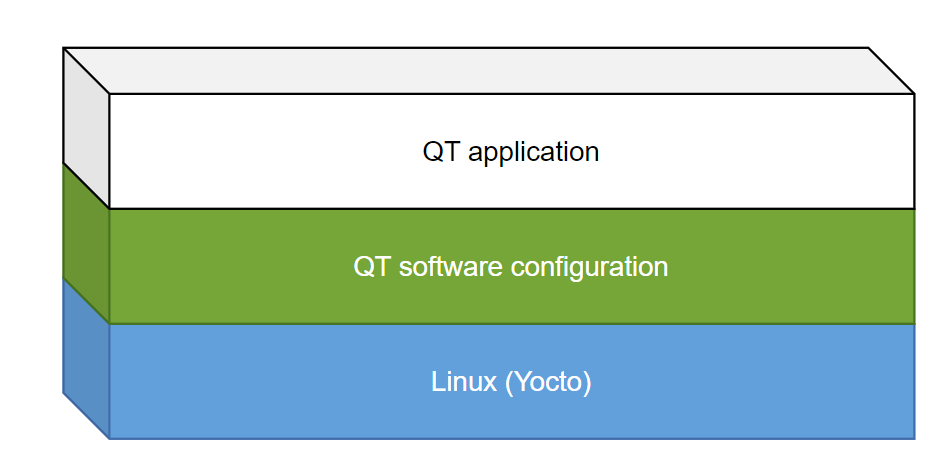 QT application
QT software configuration
Linux (Yocto)